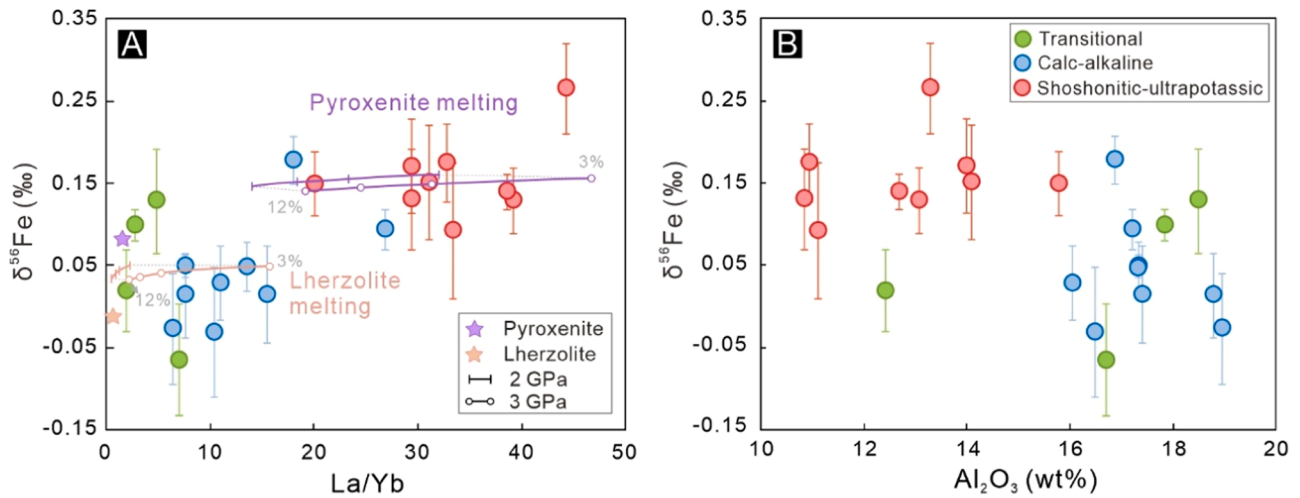 A
0.35
0.25
0.15
0.05
-0.05
-0.15
δ⁵⁶Fe (‰)
Pyroxenite melting
3%
12%
3%
12%
Lherzolite
melting
Pyroxenite
Lherzolite
2 GPa
3 GPa
0
10
20
30
40
50
La/Yb
B
0.35
0.25
0.15
0.05
-0.05
-0.15
δ⁵⁶Fe (‰)
Transitional
Calc-alkaline
Shoshonitic-ultrapotassic
10
12
14
16
18
20
Al₂O₃ (wt%)